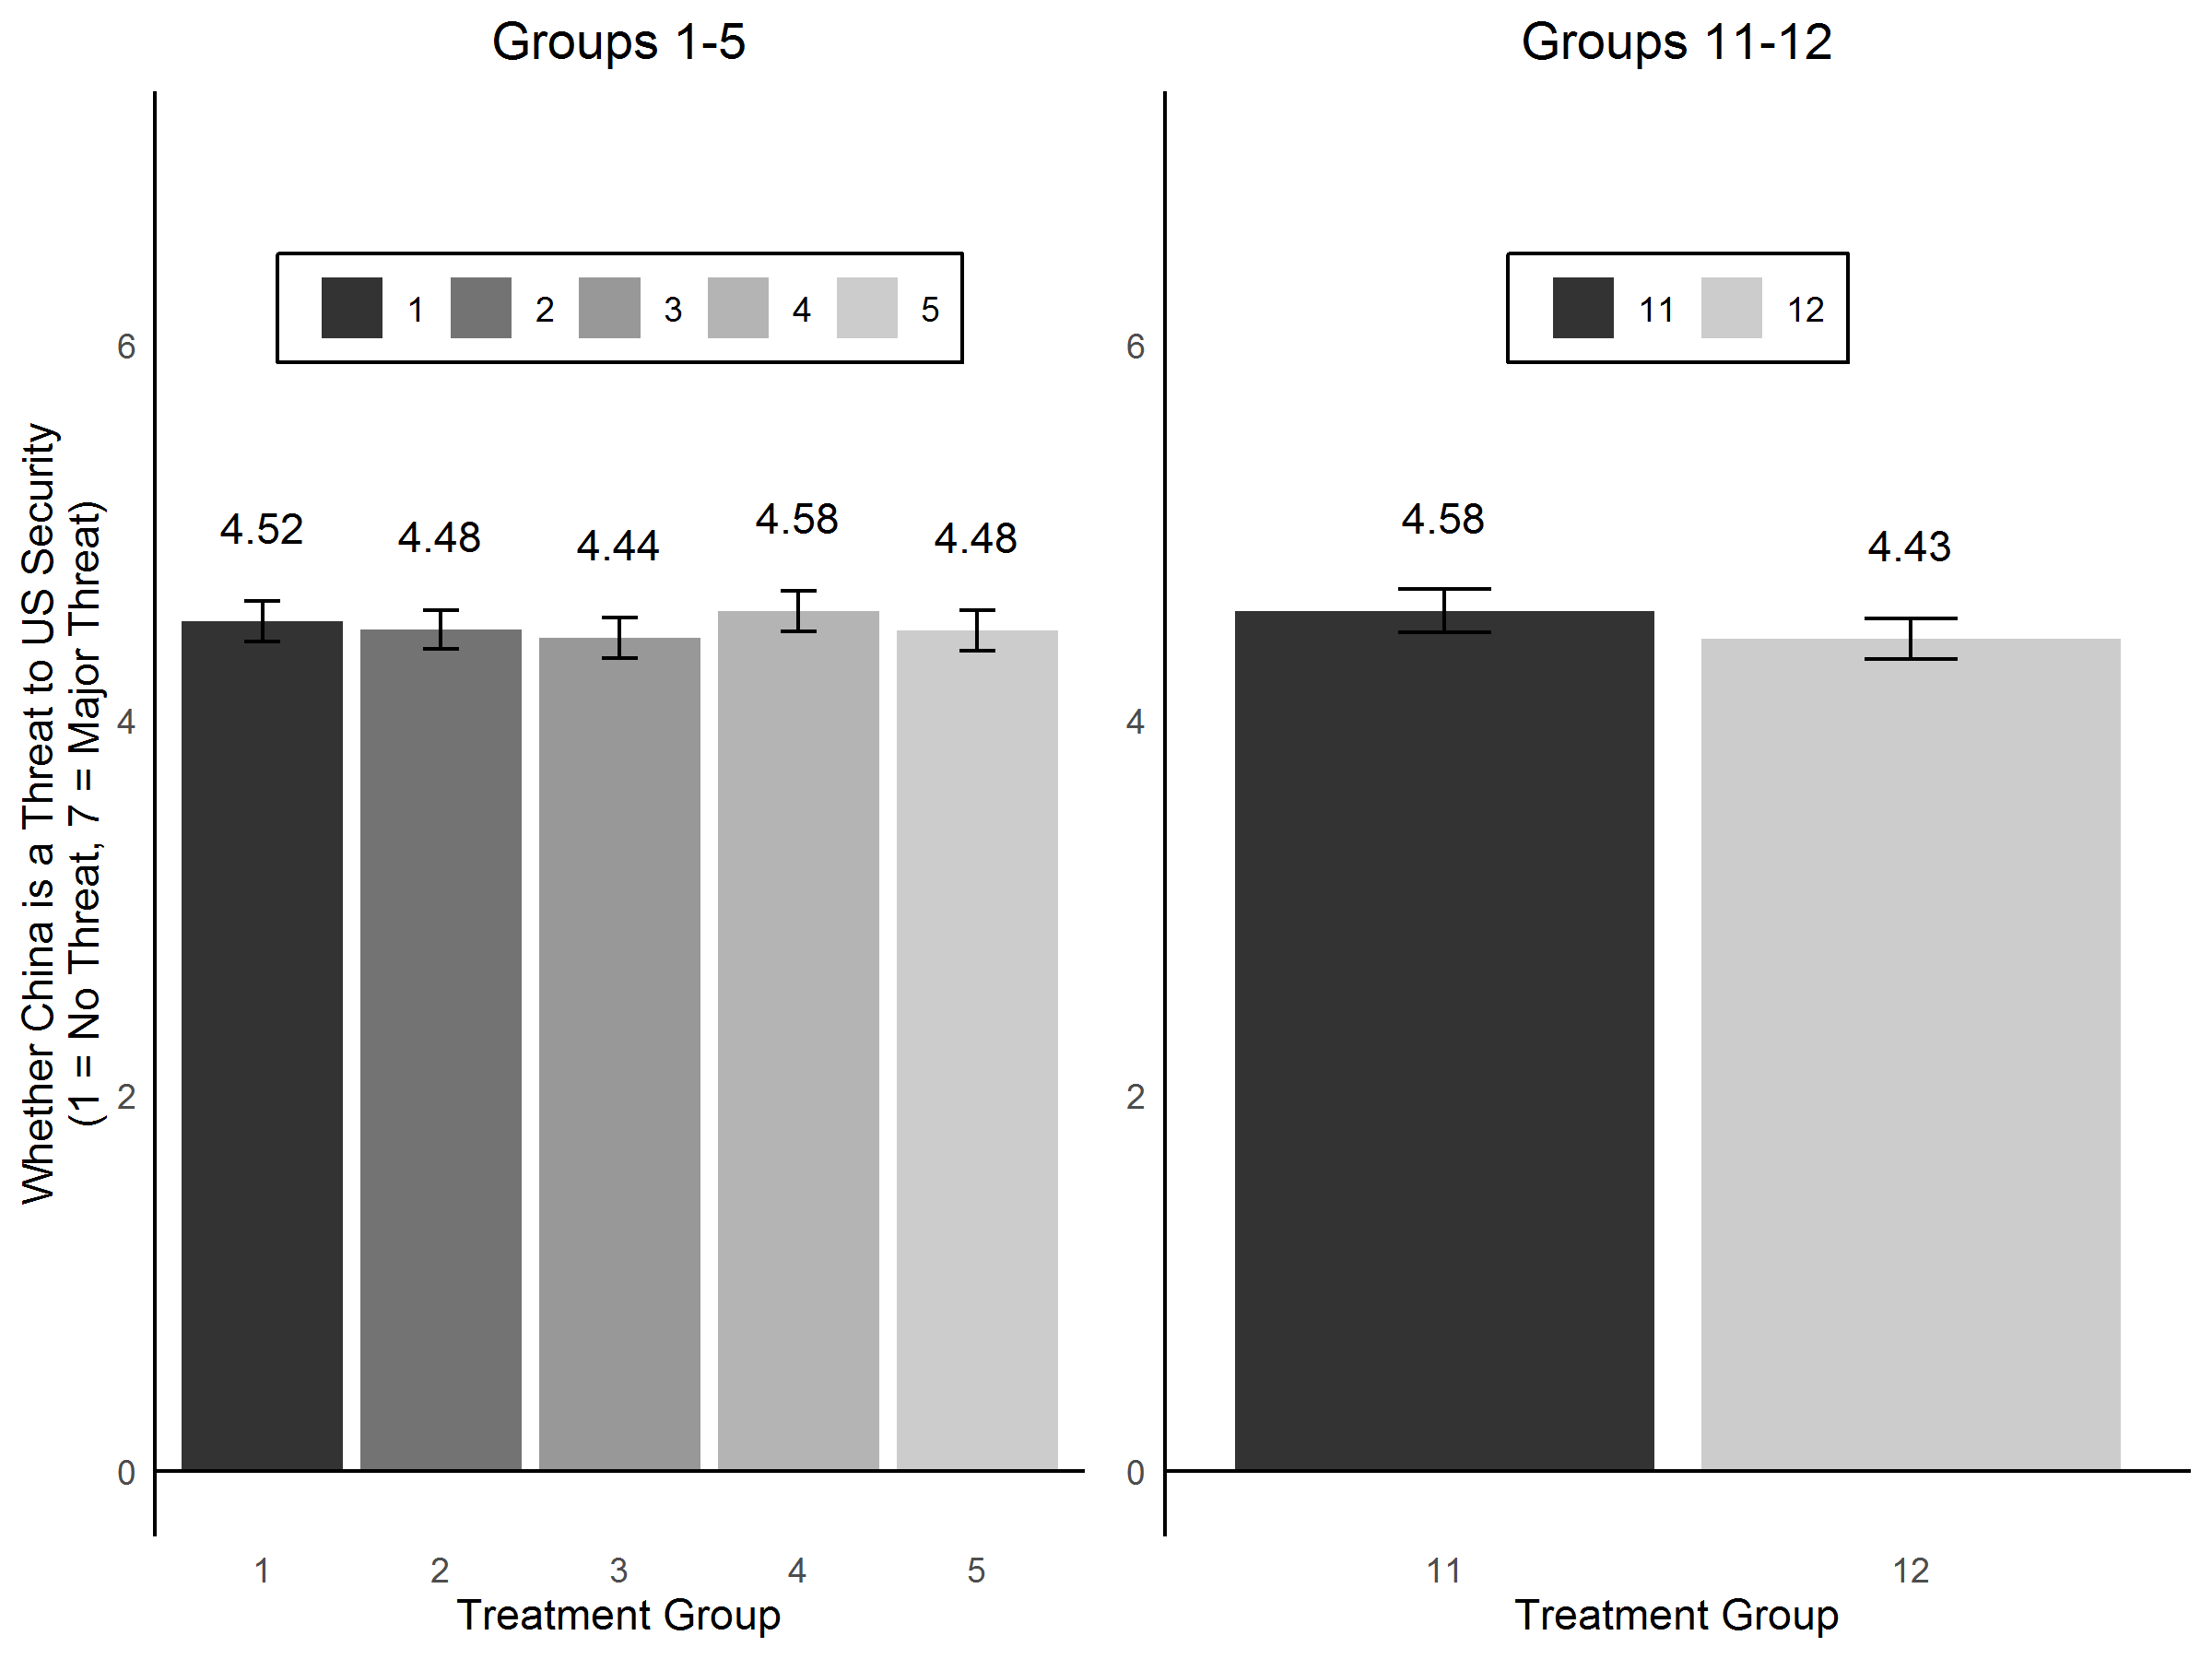 Groups 1-5
Whether China is a Threat to US Security
(1 = No Threat, 7 = Major Threat)
6
4
2
0
1 2 3 4 5
4.52 4.48 4.44 4.58 4.48
1 2 3 4 5
Treatment Group
Groups 11-12
6
4
2
0
11 12
4.58 4.43
11 12
Treatment Group